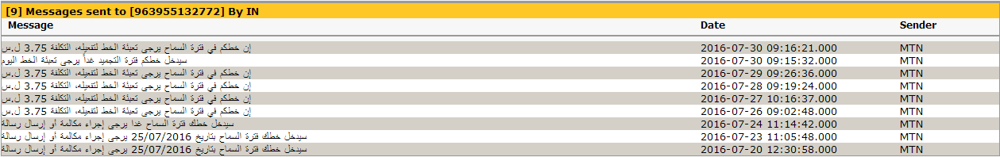 [9] Messages sent to [963955132772] By IN
Message Date Sender
إن خطكم في فترة السماح يرجى تعبئة الخط لتفعيله، التكلفة 3.75 ل.س 2016-07-30 09:16:21.000 MTN
سيدخل خطكم فترة التجميد غداً يرجى تعبئة الخط اليوم 2016-07-30 09:15:32.000 MTN
إن خطكم في فترة السماح يرجى تعبئة الخط لتفعيله، التكلفة 3.75 ل.س 2016-07-29 09:26:36.000 MTN
إن خطكم في فترة السماح يرجى تعبئة الخط لتفعيله، التكلفة 3.75 ل.س 2016-07-28 09:19:24.000 MTN
إن خطكم في فترة السماح يرجى تعبئة الخط لتفعيله، التكلفة 3.75 ل.س 2016-07-27 10:16:37.000 MTN
إن خطكم في فترة السماح يرجى تعبئة الخط لتفعيله، التكلفة 3.75 ل.س 2016-07-26 09:02:48.000 MTN
سيدخل خطك فترة السماح غدا يرجى إجراء مكالمة أو إرسال رسالة 2016-07-24 11:14:42.000 MTN
سيدخل خطك فترة السماح بتاريخ 25/07/2016 يرجى إجراء مكالمة أو إرسال رسالة 2016-07-23 11:05:48.000 MTN
سيدخل خطك فترة السماح بتاريخ 25/07/2016 يرجى إجراء مكالمة أو إرسال رسالة 2016-07-20 12:30:58.000 MTN